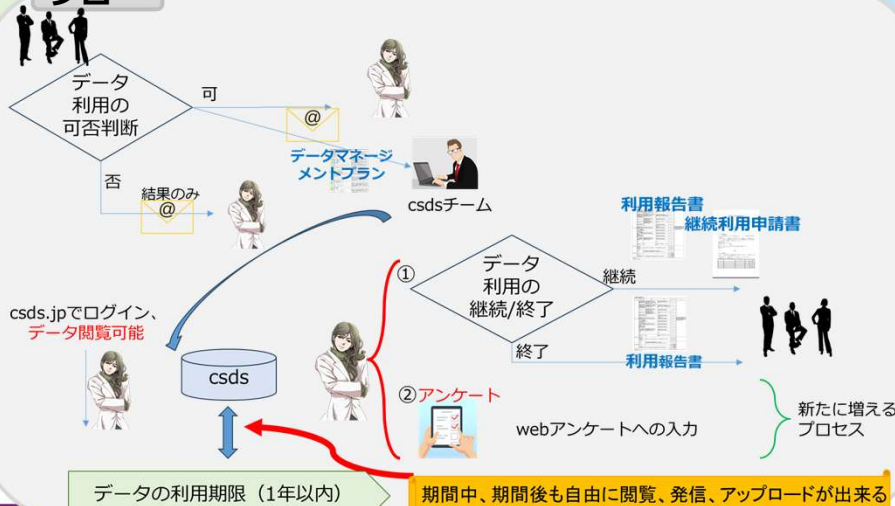 フロー
データ
利用の
可否判断
可
@
データマネージ
メントプラン
否
結果のみ
@
csdsチーム
利用報告書
継続利用申請書
①
データ
利用の
継続/終了
継続
終了
利用報告書
csds.jpでログイン、
データ閲覧可能
csds
②アンケート
webアンケートへの入力
新たに増える
プロセス
データの利用期限（1年以内）
期間中、期間後も自由に閲覧、発信、アップロードが出来る